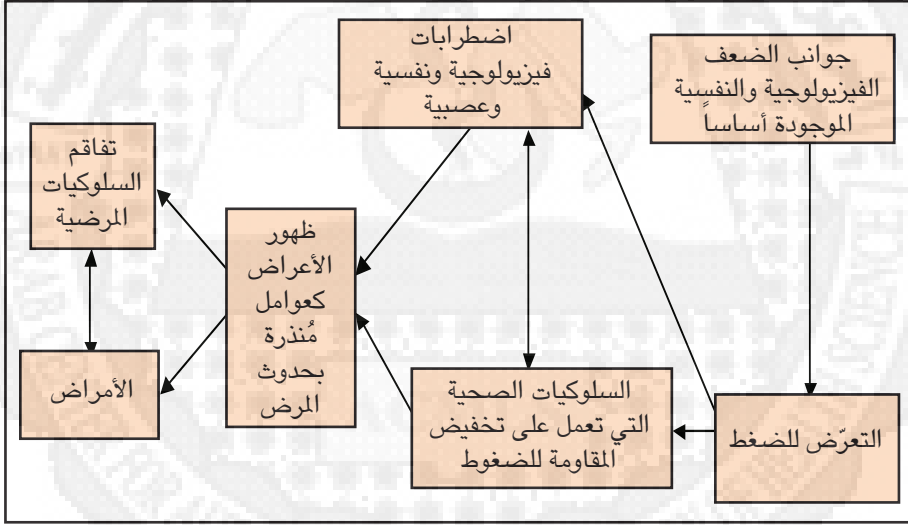 جوانب الضعف
الفيزيولوجية والنفسية
الموجودة أساساً
اضطرابات
فيزيولوجية ونفسية
وعصبية
تفاقم
السلوكيات
المرضية
ظهور
الأعراض
كعوامل
مُنذرة
بحدوث
المرض
الأمراض
السلوكيات الصحية
التي تعمل على تخفيض
المقاومة للضغوط
التعرّض للضغط